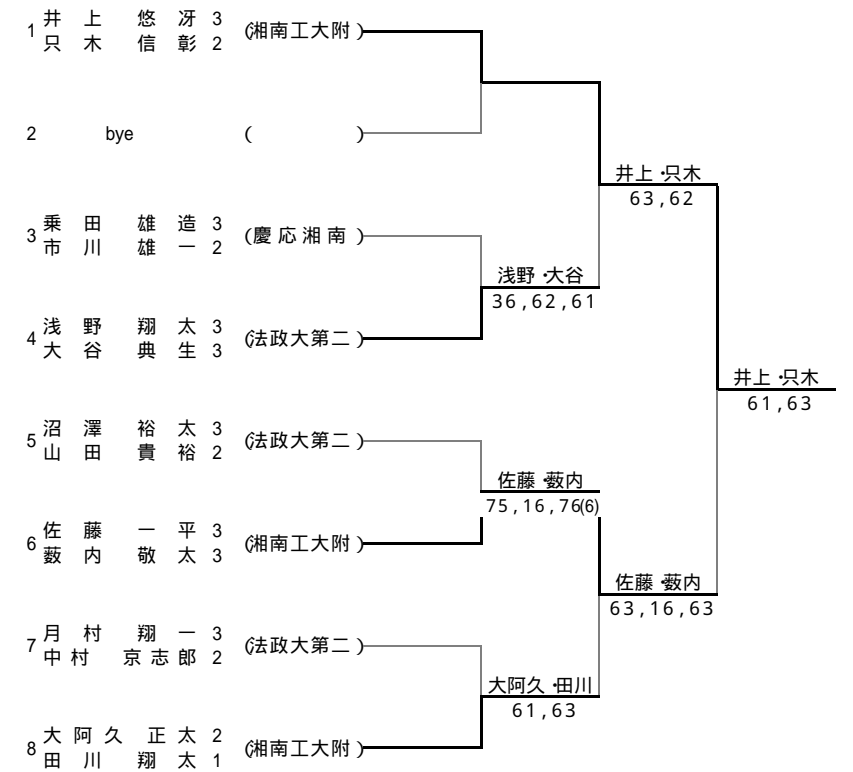 1 井上 悠冴 3 (湘南工大附)
只木 信彰 2
2 bye ( )
井上・只木
63,62
3 乗田 雄造 3 (慶応湘南)
市川 雄一 2
浅野・大谷
36,62,61
4 浅野 翔太 3 (法政大第二)
大谷 典生 3
井上・只木
61,63
5 沼澤 裕太 3 (法政大第二)
山田 貴裕 2
佐藤・薮内
75,16,76(6)
6 佐藤 一平 3 (湘南工大附)
薮内 敬太 3
佐藤・薮内
63,16,63
7 月村 翔一 3 (法政大第二)
中村 京志郎 2
大阿久・田川
61,63
8 大阿久 正太 2 (湘南工大附)
田川 翔太 1